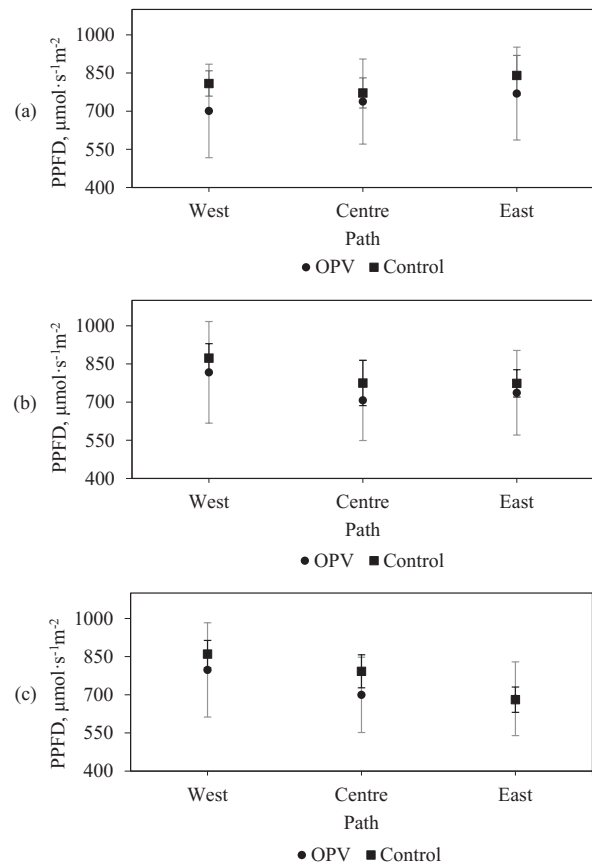 (a)
PPFD, μmol·s⁻¹m⁻²
1000
850
700
550
400
West Centre East
Path
● OPV ■ Control
(b)
PPFD, μmol·s⁻¹m⁻²
1000
850
700
550
400
West Centre East
Path
● OPV ■ Control
(c)
PPFD, μmol·s⁻¹m⁻²
1000
850
700
550
400
West Centre East
Path
● OPV ■ Control